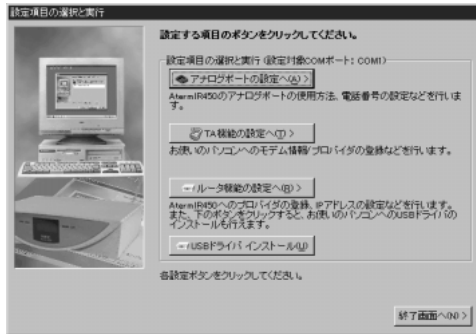 設定項目の選択と実行
設定する項目のボタンをクリックしてください。
設定項目の選択と実行 (設定対象COMポート: COM1)
アナログポートの設定へ(A) >
AtermIR450のアナログポートの使用方法、電話番号の設定などを行いま
す。
TA機能の設定へ(T) >
お使いのパソコンへのモデム情報/プロバイダの登録などを行います。
ルータ機能の設定へ(R) >
AtermIR450へのプロバイダの登録、IPアドレスの設定などを行います。
また、下のボタンをクリックすると、お使いのパソコンへのUSBドライバの
インストールも行えます。
USBドライバ インストール(U)
各設定ボタンをクリックしてください。
終了画面へ(N) >